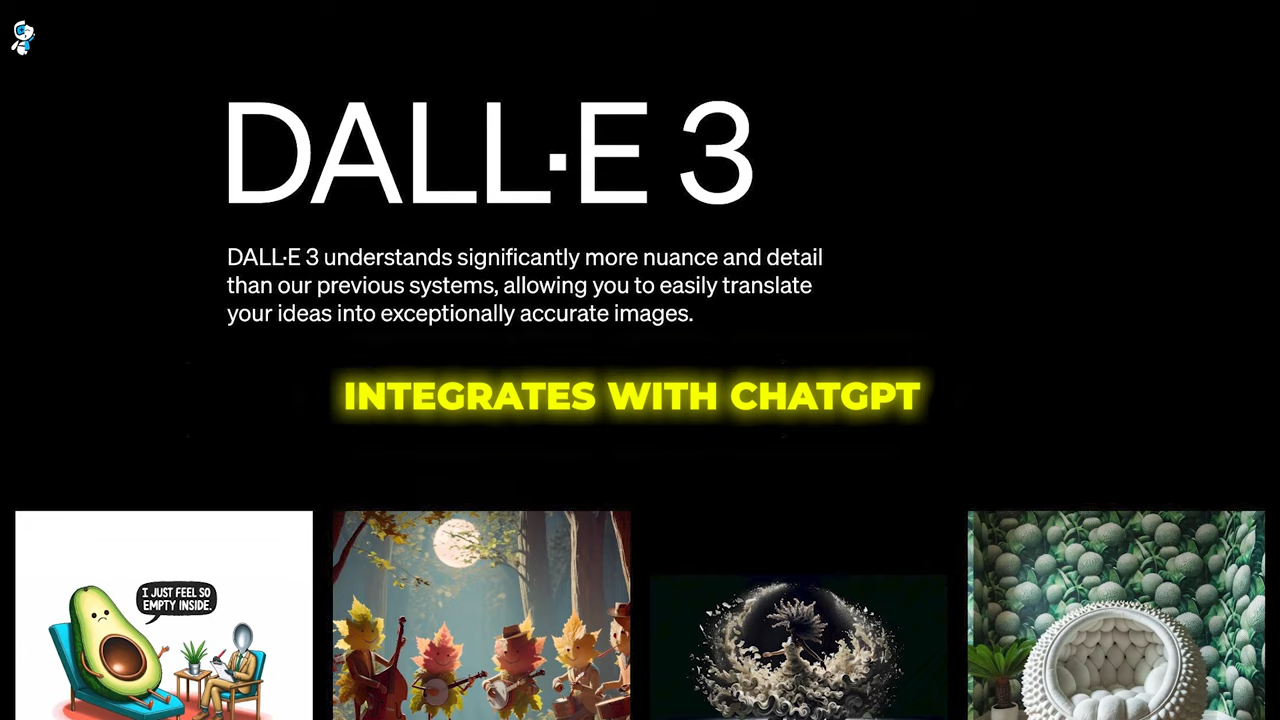 DALL·E 3
DALL·E 3 understands significantly more nuance and detail
than our previous systems, allowing you to easily translate
your ideas into exceptionally accurate images.
INTEGRATES WITH CHATGPT
I JUST FEEL SO
EMPTY INSIDE.